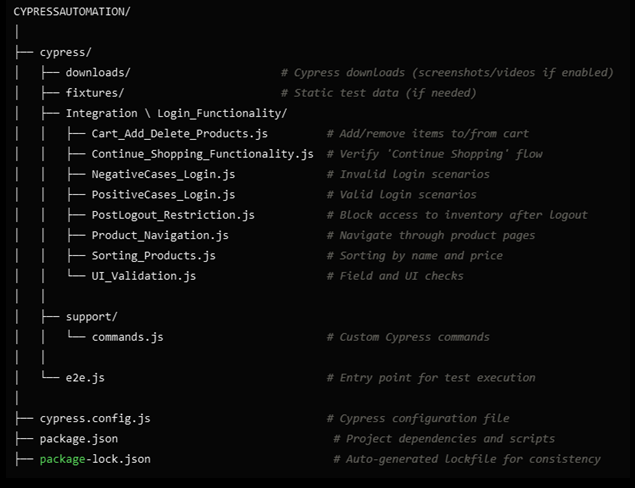 CYPRESSAUTOMATION/
│
├── cypress/
│   ├── downloads/                       # Cypress downloads (screenshots/videos if enabled)
│   ├── fixtures/                        # Static test data (if needed)
│   ├── Integration \ Login_Functionality/
│   │   ├── Cart_Add_Delete_Products.js         # Add/remove items to/from cart
│   │   ├── Continue_Shopping_Functionality.js  # Verify 'Continue Shopping' flow
│   │   ├── NegativeCases_Login.js              # Invalid login scenarios
│   │   ├── PositiveCases_Login.js              # Valid login scenarios
│   │   ├── PostLogout_Restriction.js           # Block access to inventory after logout
│   │   ├── Product_Navigation.js               # Navigate through product pages
│   │   ├── Sorting_Products.js                 # Sorting by name and price
│   │   └── UI_Validation.js                    # Field and UI checks
│   │
│   ├── support/
│   │   └── commands.js                         # Custom Cypress commands
│   │
│   └── e2e.js                                  # Entry point for test execution
│
├── cypress.config.js                           # Cypress configuration file
├── package.json                                 # Project dependencies and scripts
├── package-lock.json                            # Auto-generated lockfile for consistency